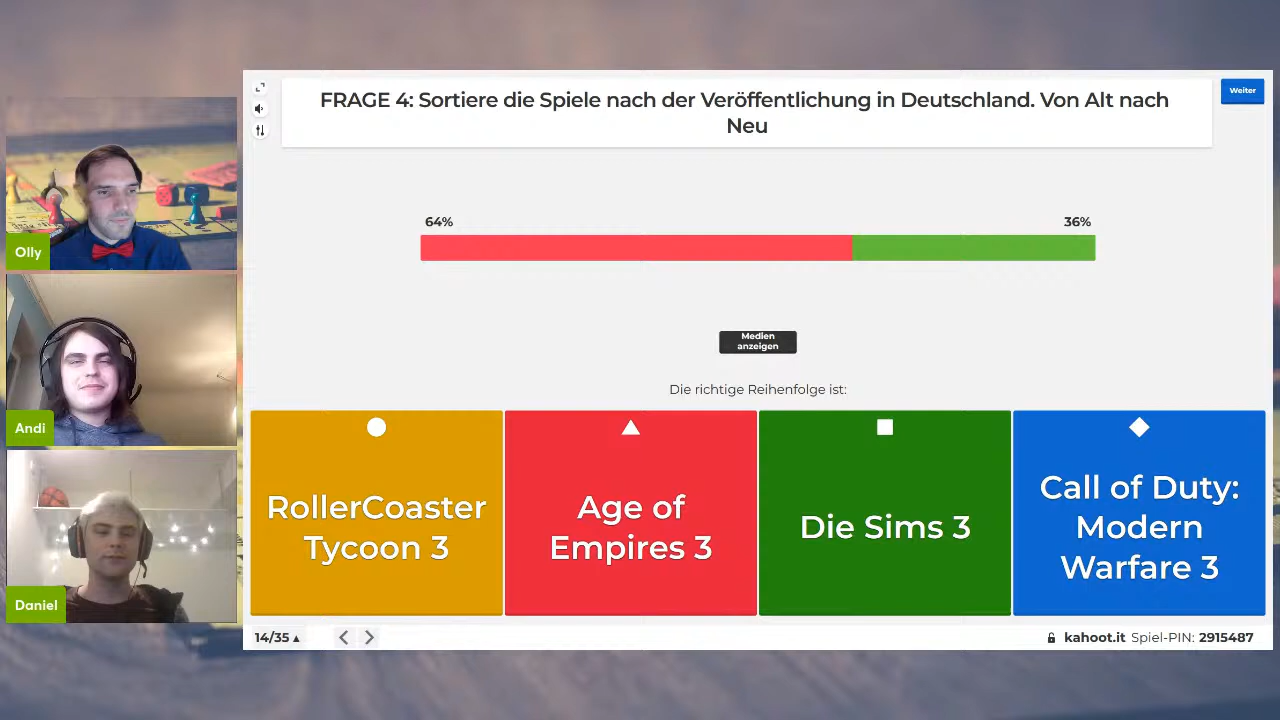 FRAGE 4: Sortiere die Spiele nach der Veröffentlichung in Deutschland. Von Alt nach
Neu
Weiter
64%
36%
Olly
Medien
anzeigen
Die richtige Reihenfolge ist:
Andi
RollerCoaster
Tycoon 3
Age of
Empires 3
Die Sims 3
Call of Duty:
Modern
Warfare 3
Daniel
14/35
kahoot.it Spiel-PIN: 2915487